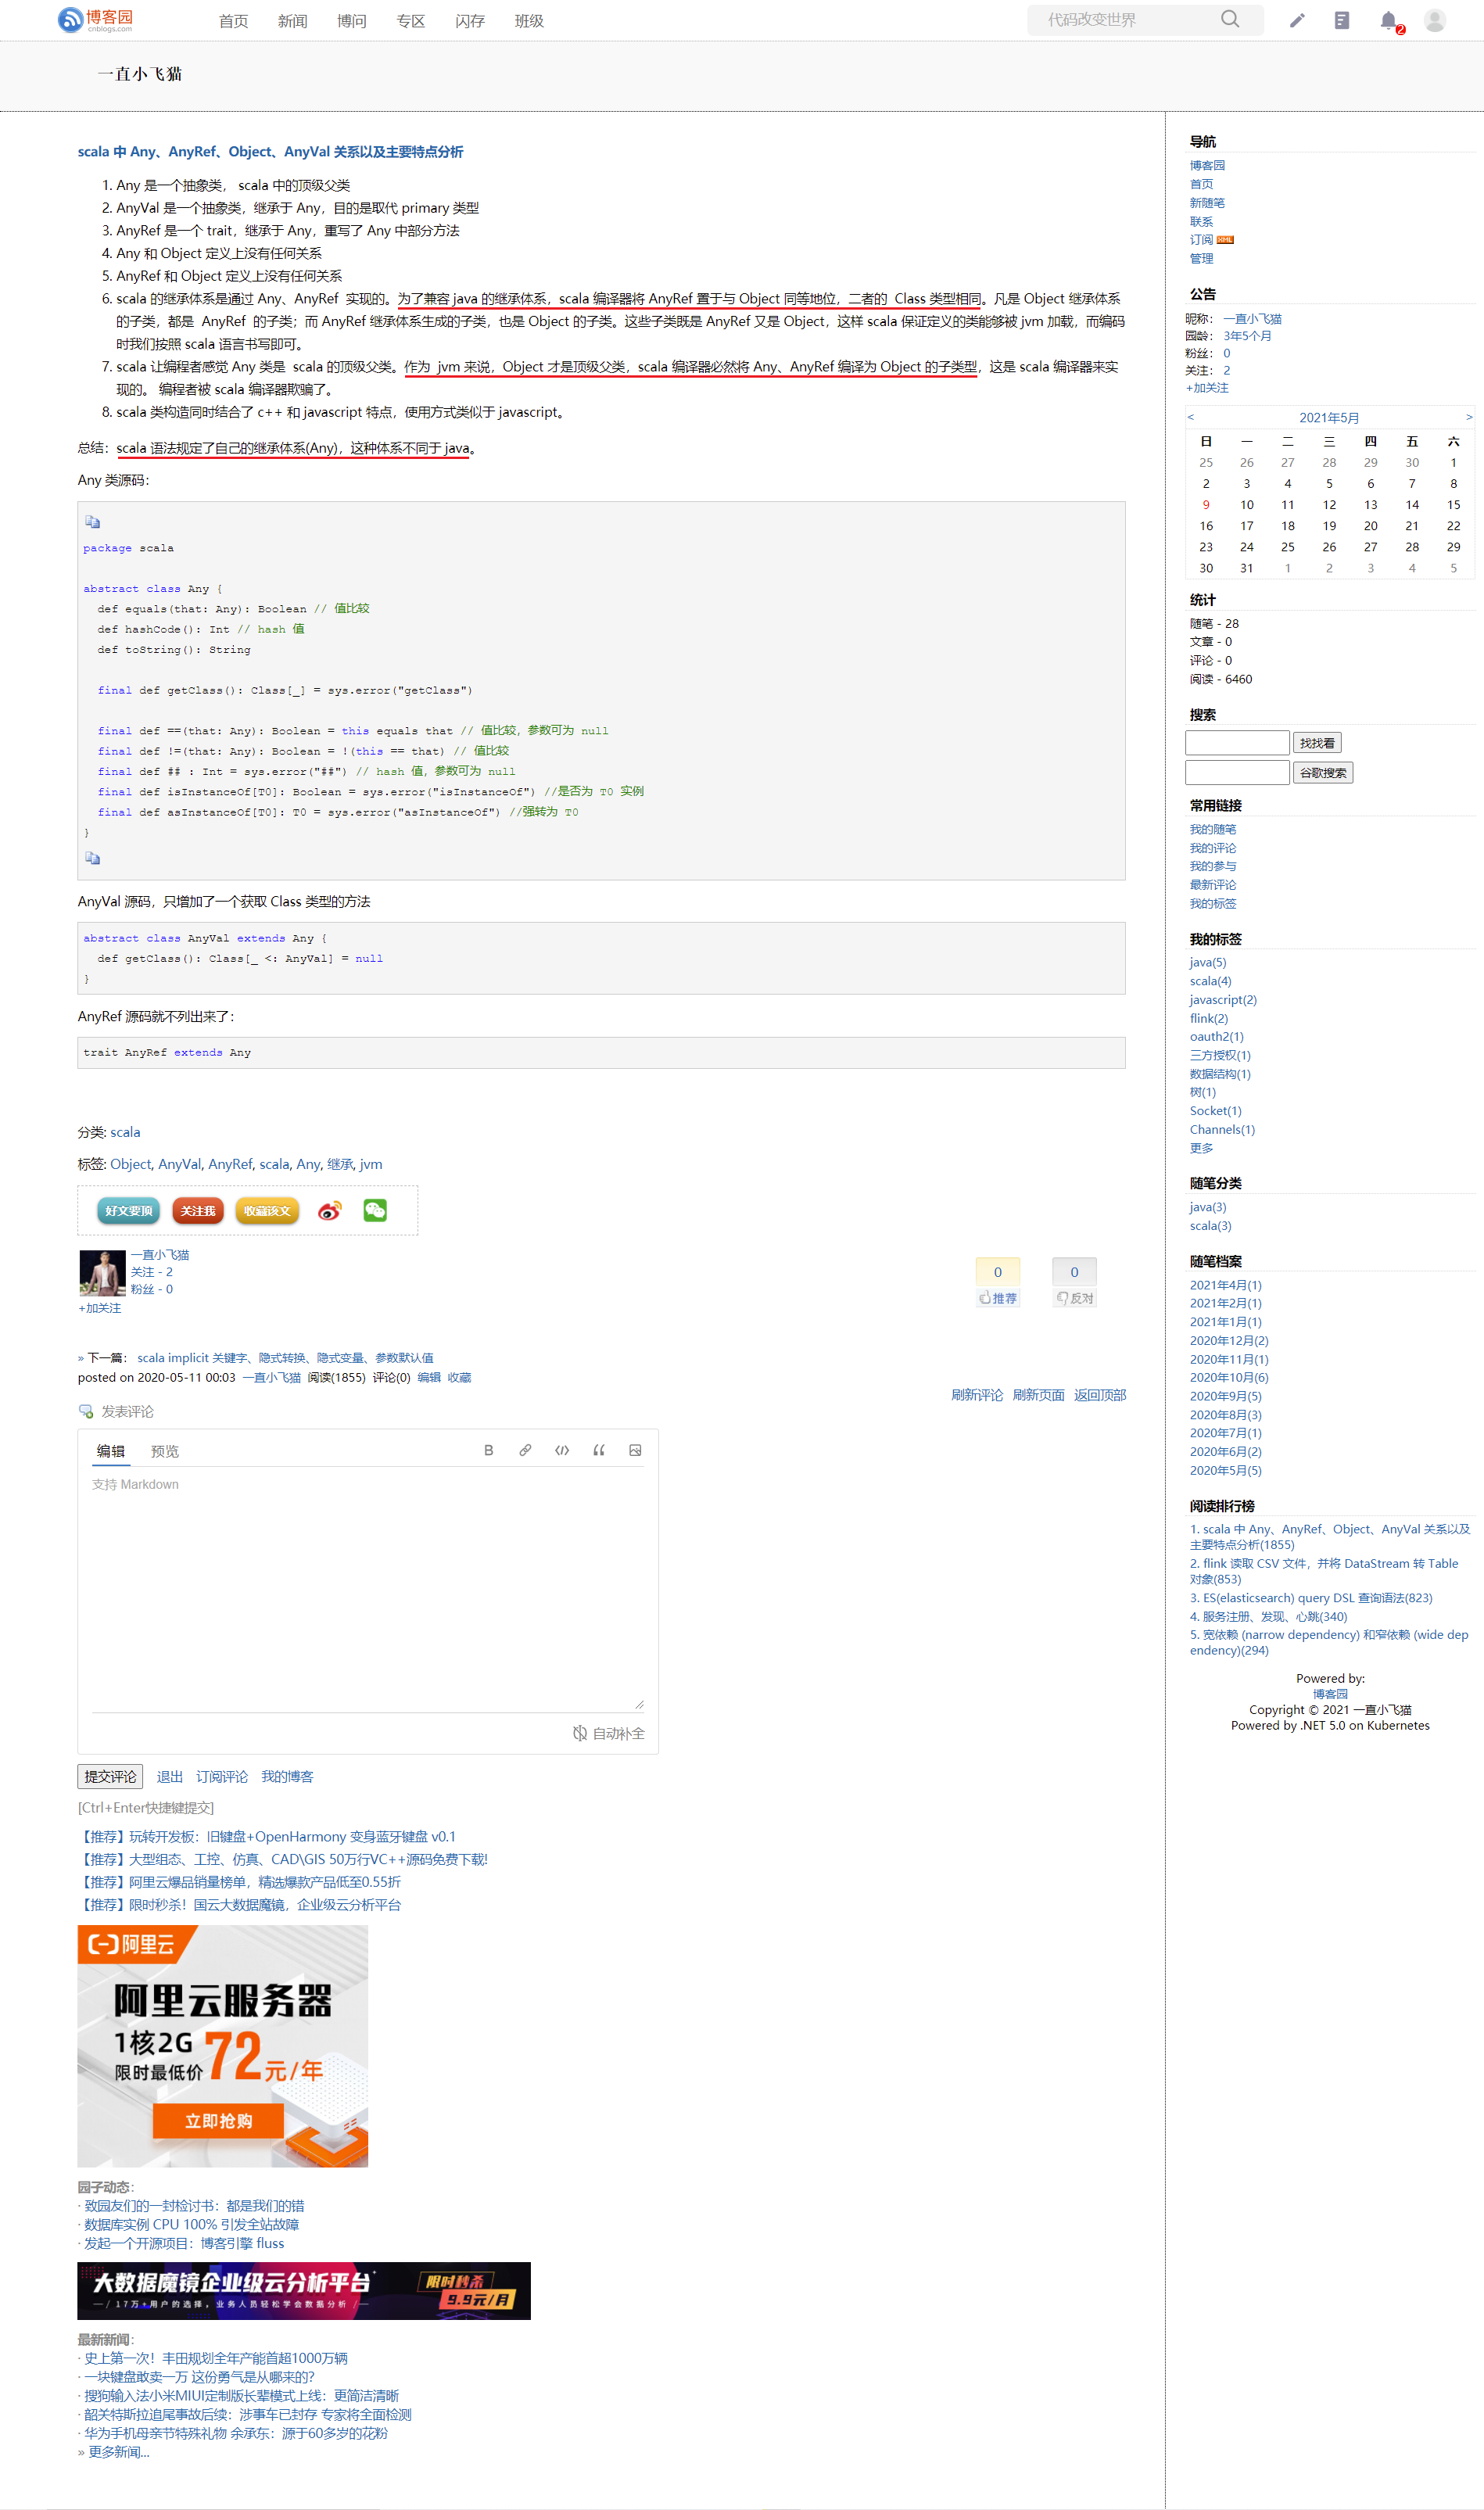 博客园
cnblogs.com
首页 新闻 博问 专区 闪存 班级
代码改变世界
2
一直小飞猫
scala 中 Any、AnyRef、Object、AnyVal 关系以及主要特点分析
1. Any 是一个抽象类， scala 中的顶级父类
2. AnyVal 是一个抽象类，继承于 Any，目的是取代 primary 类型
3. AnyRef 是一个 trait，继承于 Any，重写了 Any 中部分方法
4. Any 和 Object 定义上没有任何关系
5. AnyRef 和 Object 定义上没有任何关系
6. scala 的继承体系是通过 Any、AnyRef 实现的。为了兼容 java 的继承体系，scala 编译器将 AnyRef 置于与 Object 同等地位，二者的 Class 类型相同。凡是 Object 继承体系
的子类，都是 AnyRef 的子类；而 AnyRef 继承体系生成的子类，也是 Object 的子类。这些子类既是 AnyRef 又是 Object，这样 scala 保证定义的类能够被 jvm 加载，而编码
时我们按照 scala 语言书写即可。
7. scala 让编程者感觉 Any 类是 scala 的顶级父类。作为 jvm 来说，Object 才是顶级父类，scala 编译器必然将 Any、AnyRef 编译为 Object 的子类型，这是 scala 编译器来实
现的。 编程者被 scala 编译器欺骗了。
8. scala 类构造同时结合了 c++ 和 javascript 特点，使用方式类似于 javascript。
总结：scala 语法规定了自己的继承体系(Any)，这种体系不同于 java。
Any 类源码：
package scala
abstract class Any {
def equals(that: Any): Boolean // 值比较
def hashCode(): Int // hash 值
def toString(): String
final def getClass(): Class[_] = sys.error("getClass")
final def ==(that: Any): Boolean = this equals that // 值比较，参数可为 null
final def !=(that: Any): Boolean = !(this == that) // 值比较
final def ## : Int = sys.error("##") // hash 值，参数可为 null
final def isInstanceOf[T0]: Boolean = sys.error("isInstanceOf") //是否为 T0 实例
final def asInstanceOf[T0]: T0 = sys.error("asInstanceOf") //强转为 T0
}
AnyVal 源码，只增加了一个获取 Class 类型的方法
abstract class AnyVal extends Any {
def getClass(): Class[_ <: AnyVal] = null
}
AnyRef 源码就不列出来了：
trait AnyRef extends Any
分类: scala
标签: Object, AnyVal, AnyRef, scala, Any, 继承, jvm
好文要顶 关注我 收藏该文
一直小飞猫
关注 - 2
粉丝 - 0
+加关注
0 0
推荐 反对
» 下一篇： scala implicit 关键字、隐式转换、隐式变量、参数默认值
posted on 2020-05-11 00:03 一直小飞猫 阅读(1855) 评论(0) 编辑 收藏
刷新评论 刷新页面 返回顶部
发表评论
编辑 预览
B
支持 Markdown
自动补全
提交评论 退出 订阅评论 我的博客
[Ctrl+Enter快捷键提交]
【推荐】玩转开发板：旧键盘+OpenHarmony 变身蓝牙键盘 v0.1
【推荐】大型组态、工控、仿真、CAD\GIS 50万行VC++源码免费下载!
【推荐】阿里云爆品销量榜单，精选爆款产品低至0.55折
【推荐】限时秒杀！国云大数据魔镜，企业级云分析平台
阿里云
阿里云服务器
1核2G
限时最低价 72元/年
立即抢购
园子动态：
· 致园友们的一封检讨书：都是我们的错
· 数据库实例 CPU 100% 引发全站故障
· 发起一个开源项目：博客引擎 fluss
大数据魔镜企业级云分析平台
17万+用户的选择，业务人员轻松学会数据分析
限时秒杀
9.9元/月
最新新闻：
· 史上第一次！丰田规划全年产能首超1000万辆
· 一块键盘敢卖一万 这份勇气是从哪来的？
· 搜狗输入法小米MIUI定制版长辈模式上线：更简洁清晰
· 韶关特斯拉追尾事故后续：涉事车已封存 专家将全面检测
· 华为手机母亲节特殊礼物 余承东：源于60多岁的花粉
» 更多新闻...
导航
博客园
首页
新随笔
联系
订阅 XML
管理
公告
昵称： 一直小飞猫
园龄： 3年5个月
粉丝： 0
关注： 2
+加关注
< 2021年5月 >
日 一 二 三 四 五 六
25 26 27 28 29 30 1
2 3 4 5 6 7 8
9 10 11 12 13 14 15
16 17 18 19 20 21 22
23 24 25 26 27 28 29
30 31 1 2 3 4 5
统计
随笔 - 28
文章 - 0
评论 - 0
阅读 - 6460
搜索
找找看
谷歌搜索
常用链接
我的随笔
我的评论
我的参与
最新评论
我的标签
我的标签
java(5)
scala(4)
javascript(2)
flink(2)
oauth2(1)
三方授权(1)
数据结构(1)
树(1)
Socket(1)
Channels(1)
更多
随笔分类
java(3)
scala(3)
随笔档案
2021年4月(1)
2021年2月(1)
2021年1月(1)
2020年12月(2)
2020年11月(1)
2020年10月(6)
2020年9月(5)
2020年8月(3)
2020年7月(1)
2020年6月(2)
2020年5月(5)
阅读排行榜
1. scala 中 Any、AnyRef、Object、AnyVal 关系以及
主要特点分析(1855)
2. flink 读取 CSV 文件，并将 DataStream 转 Table
对象(853)
3. ES(elasticsearch) query DSL 查询语法(823)
4. 服务注册、发现、心跳(340)
5. 宽依赖 (narrow dependency) 和窄依赖 (wide dep
endency)(294)
Powered by:
博客园
Copyright © 2021 一直小飞猫
Powered by .NET 5.0 on Kubernetes